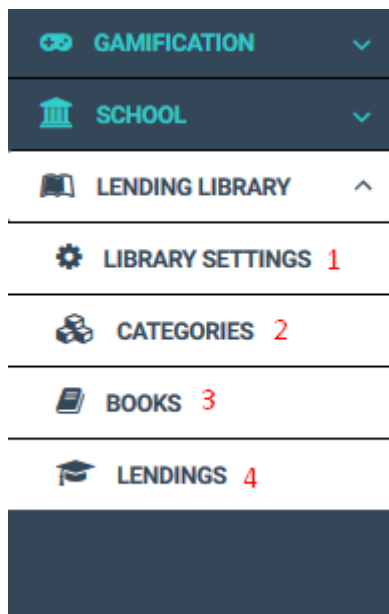 GAMIFICATION
SCHOOL
LENDING LIBRARY
LIBRARY SETTINGS 1
CATEGORIES 2
BOOKS 3
LENDINGS 4